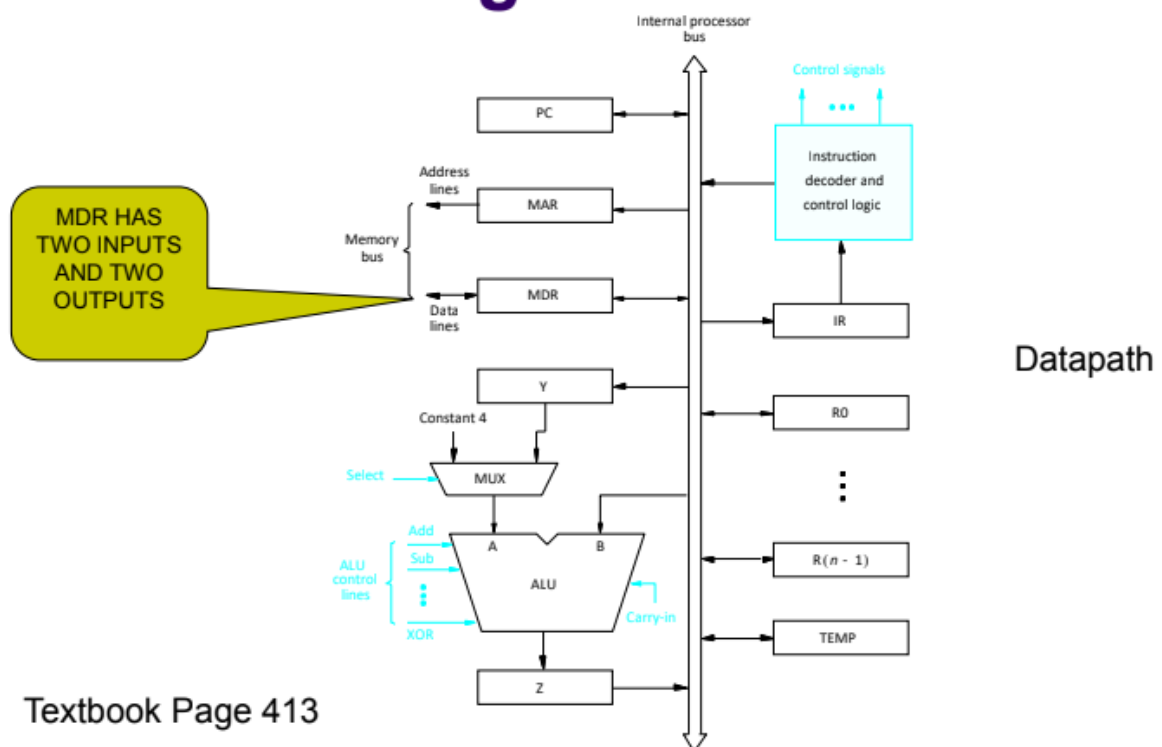 Internal processor
bus
Control signals
PC
Instruction
decoder and
control logic
Address
lines
MAR
MDR HAS
TWO INPUTS
AND TWO
OUTPUTS
Memory
bus
MDR
Data
lines
IR
Datapath
Y
Constant 4
R0
Select
MUX
Add
A
B
Sub
ALU
control
lines
ALU
R(n - 1)
Carry-in
XOR
TEMP
Z
Textbook Page 413